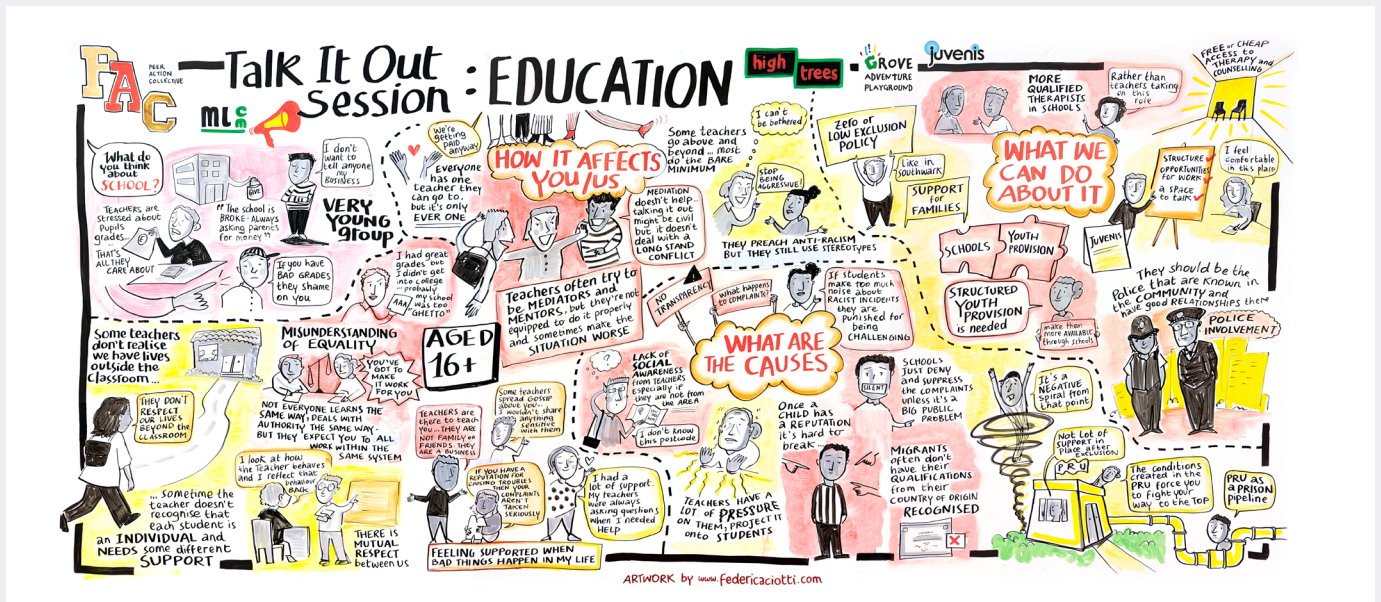 PAC
PEER
ACTION
COLLECTIVE
Talk It Out
Session : EDUCATION
high
trees
GROVE
ADVENTURE
PLAYGROUND
juvenis
What do
you think
about
SCHOOL?
TEACHERS are
stressed about
Pupils
grades...
THAT'S
ALL THEY
CARE ABOUT
GIVE
"The school is
BROKE - ALWAYS
asking parents
for money"
I don't
want to
tell anyone
my
BUSINESS
VERY
YOUNG
group
If you have
BAD GRADES
they shame
on you
We're
getting
PAID
anyway
Everyone
has one
teacher they
can go to..
but it's only
EVER ONE
I had great
grades but
I didn't get
into college
... probably
my school
was too
"GHETTO"
AAA
HOW IT AFFECTS
YOU/US
MEDIATION
doesn't help..
talking it out
might be civil
but it doesn't
deal with a
LONG STAND
CONFLICT
Teachers often try to
be MEDIATORS and
MENTORS, but they're not
equipped to do it properly
and sometimes make the
SITUATION WORSE
Some teachers
go above and
beyond... most
do the BARE
MINIMUM
I can't
be bothered
STOP
BEING
AGGRESSIVE!
THEY PREACH ANTI-RACISM
BUT THEY STILL USE STEREOTYPES
Zero or
LOW EXCLUSION
POLICY
Like in
Southwark
SUPPORT
for
FAMILIES
MORE
QUALIFIED
THERAPISTS
in SCHOOLS
Rather than
teachers taking
on this
role
WHAT WE
CAN DO
ABOUT IT
FREE or CHEAP
ACCESS to
THERAPY and
COUNSELLING
STRUCTURE
OPPORTUNITIES
for WORK
a SPACE
to talk
I feel
comfortable
in this place
JUVENIS
SCHOOLS
YOUTH
PROVISION
STRUCTURED
YOUTH
PROVISION
is needed
make them
more AVAILABLE
through schools
They should be the
Police that are known in
the COMMUNITY and
have good RELATIONSHIPS there
POLICE
INVOLVEMENT
Some teachers
don't realise
we have lives
outside the
classroom...
THEY DON'T
RESPECT
OUR LIVES
BEYOND the
CLASSROOM
... sometime the
teacher doesn't
recognise that
each student is
an INDIVIDUAL and
NEEDS some different
SUPPORT
MISUNDERSTANDING
OF EQUALITY
YOU'VE
GOT TO
MAKE
IT WORK
FOR YOU
NOT EVERYONE LEARNS THE
SAME WAY, DEALS WITH
AUTHORITY THE SAME WAY -
BUT THEY EXPECT YOU TO ALL
WORK WITHIN THE
SAME SYSTEM
I look at how
the Teacher behaves
and I reflect that
behaviour
BACK
THERE IS
MUTUAL
RESPECT
between us
AGED
16+
TEACHERS are
there to teach
you... THEY ARE
NOT FAMILY or
FRIENDS THEY
ARE A BUSINESS
Some teachers
spread GOSSIP
about you...
I wouldn't share
anything
sensitive
with them
IF YOU HAVE A
REPUTATION FOR
CAUSING TROUBLES
THEN YOUR
COMPLAINTS
AREN'T
TAKEN
SERIOUSLY
I had a
lot of support.
My teachers
were always
asking questions
when I needed
HELP
FEELING SUPPORTED WHEN
BAD THINGS HAPPEN IN MY LIFE
NO
TRANSPARENCY
what happens
to COMPLAINTS?
If students
make too much
noise about
RACIST INCIDENTS
they are
punished for
being
CHALLENGING
WHAT ARE
THE CAUSES
?
LACK OF
SOCIAL
AWARENESS
from TEACHERS
especially if
they are not from
the AREA
I don't know
this postcode
TEACHERS HAVE A
LOT of PRESSURE
ON THEM, PROJECT IT
onto STUDENTS
Once a
CHILD has
a REPUTATION
it's hard to
break...
SILENT
SCHOOLS
JUST DENY
and SUPPRESS
the COMPLAINTS
UNLESS it's a
BIG PUBLIC
PROBLEM
MIGRANTS
often don't
have their
QUALIFICATIONS
from their
COUNTRY OF ORIGIN
RECOGNISED
It's a
NEGATIVE
Spiral from
that point
Not Lot of
Support in
Place after
EXCLUSION
PRU
The conditions
created in the
PRU force you
to fight your
way to the TOP
PRU as
a PRISON
Pipeline
ARTWORK by www.federicaciotti.com